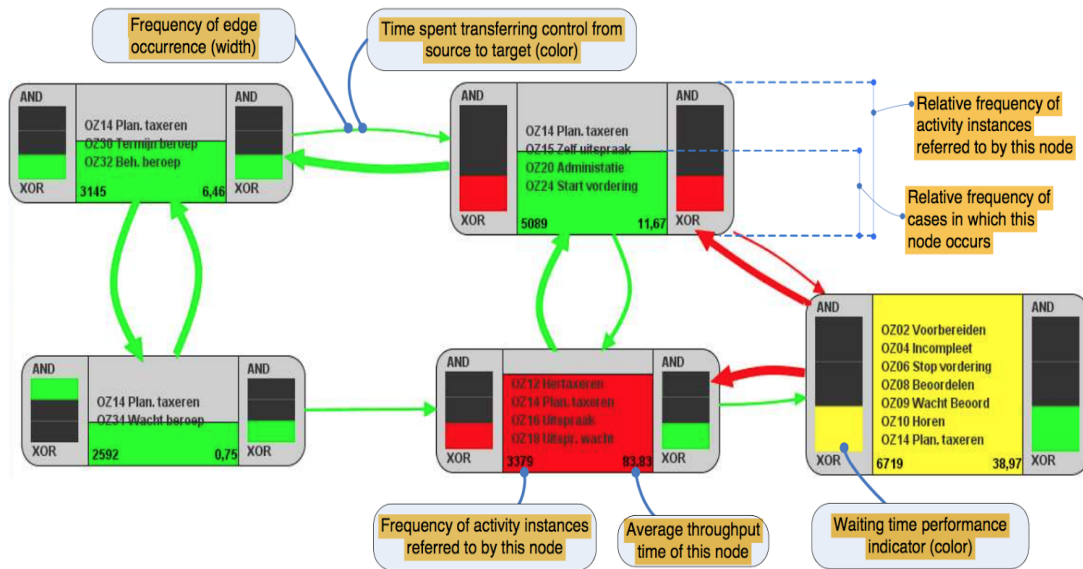 Frequency of edge
occurrence (width)
Time spent transferring control from
source to target (color)
AND
XOR
OZ14 Plan. taxeren
OZ30 Termijn beroep
OZ32 Beh. beroep
3145
6,46
AND
XOR
AND
XOR
OZ14 Plan. taxeren
OZ15 Zelf uitspraak
OZ20 Administatie
OZ24 Start vordering
5089
11,67
AND
XOR
Relative frequency of
activity instances
referred to by this node
Relative frequency of
cases in which this
node occurs
AND
XOR
OZ14 Plan. taxeren
OZ31 Wacht beroep
2592
0,75
AND
XOR
AND
XOR
OZ12 Hertaxeren
OZ14 Plan. taxeren
OZ16 Uitspraak
OZ18 Uitspr. wacht
3379
83,83
AND
XOR
AND
XOR
OZ02 Voorbereiden
OZ04 Incompleet
OZ06 Stop vordering
OZ08 Beoordelen
OZ09 Wacht Beoord
OZ10 Horen
OZ14 Plan. taxeren
6719
38,97
AND
XOR
Frequency of activity instances
referred to by this node
Average throughput
time of this node
Waiting time performance
indicator (color)